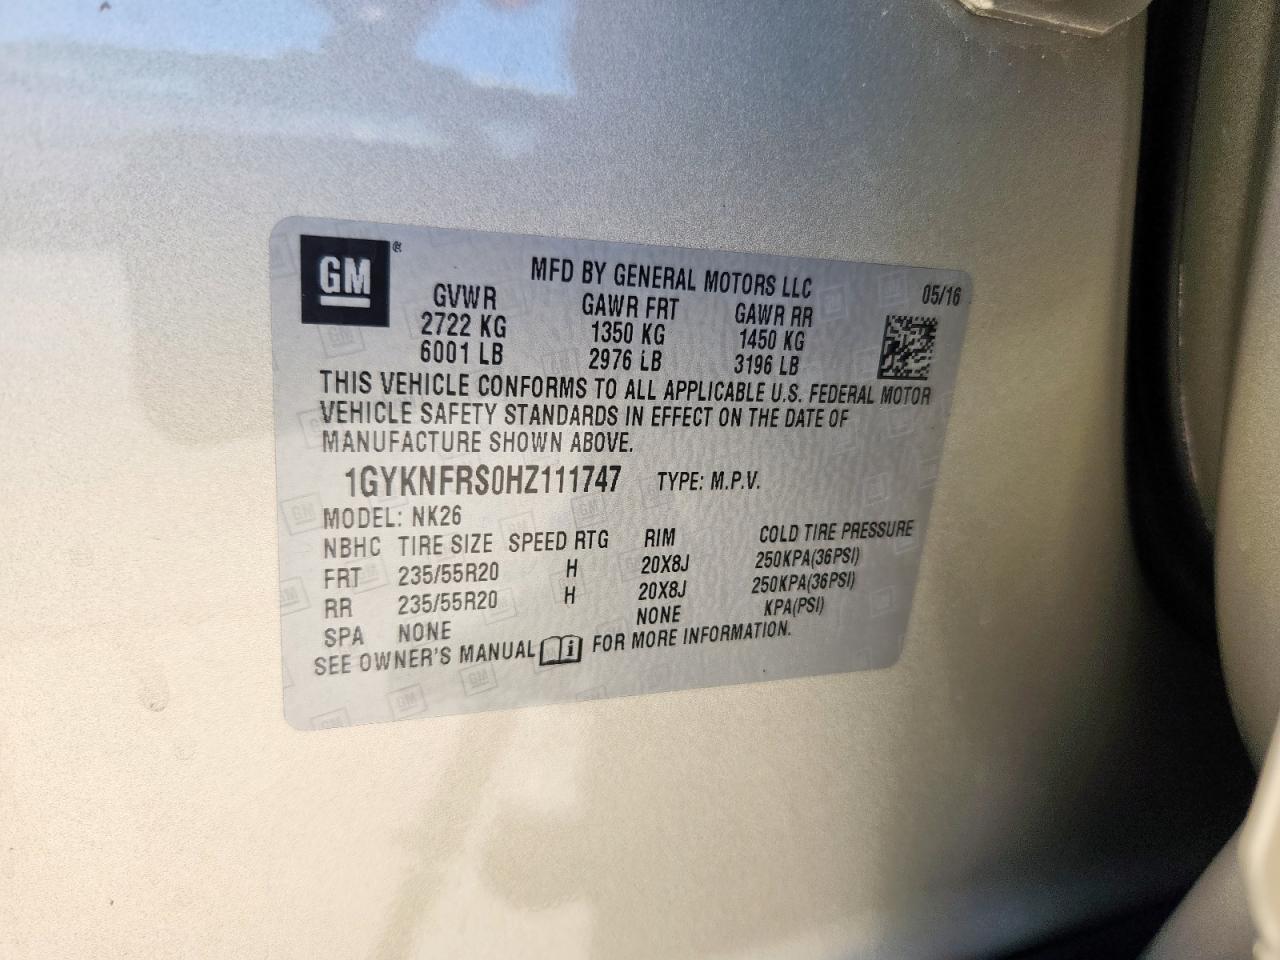 GM®
MFD BY GENERAL MOTORS LLC
05/16
GVWR GAWR FRT GAWR RR
2722 KG 1350 KG 1450 KG
6001 LB 2976 LB 3196 LB
THIS VEHICLE CONFORMS TO ALL APPLICABLE U.S. FEDERAL MOTOR
VEHICLE SAFETY STANDARDS IN EFFECT ON THE DATE OF
MANUFACTURE SHOWN ABOVE.
1GYKNFRS0HZ111747 TYPE: M.P.V.
MODEL: NK26
NBHC TIRE SIZE SPEED RTG RIM COLD TIRE PRESSURE
FRT 235/55R20 H 20X8J 250KPA(36PSI)
RR 235/55R20 H 20X8J 250KPA(36PSI)
SPA NONE NONE KPA(PSI)
SEE OWNER'S MANUAL FOR MORE INFORMATION.